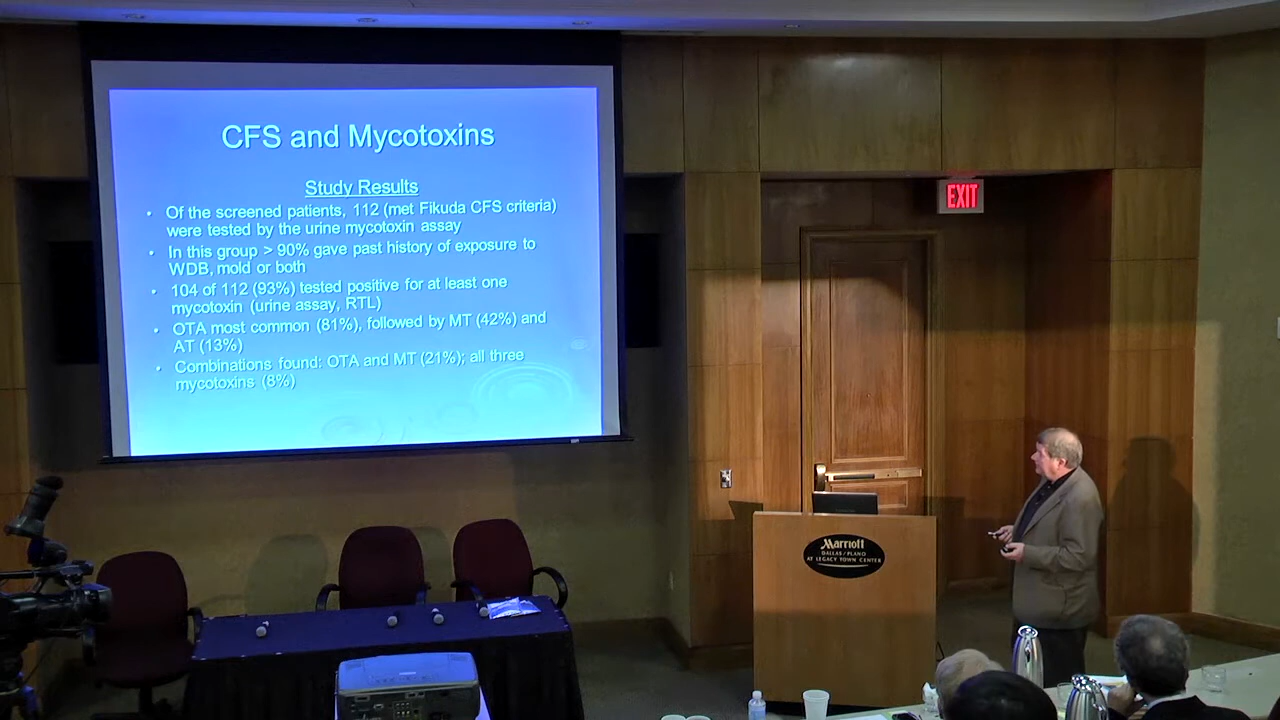 CFS and Mycotoxins
Study Results
• Of the screened patients, 112 (met Fikuda CFS criteria)
were tested by the urine mycotoxin assay
• In this group > 90% gave past history of exposure to
WDB, mold or both
• 104 of 112 (93%) tested positive for at least one
mycotoxin (urine assay, RTL)
• OTA most common (81%), followed by MT (42%) and
AT (13%)
• Combinations found: OTA and MT (21%); all three
mycotoxins (8%)
EXIT
Marriott
DALLAS/PLANO
AT LEGACY TOWN CENTER